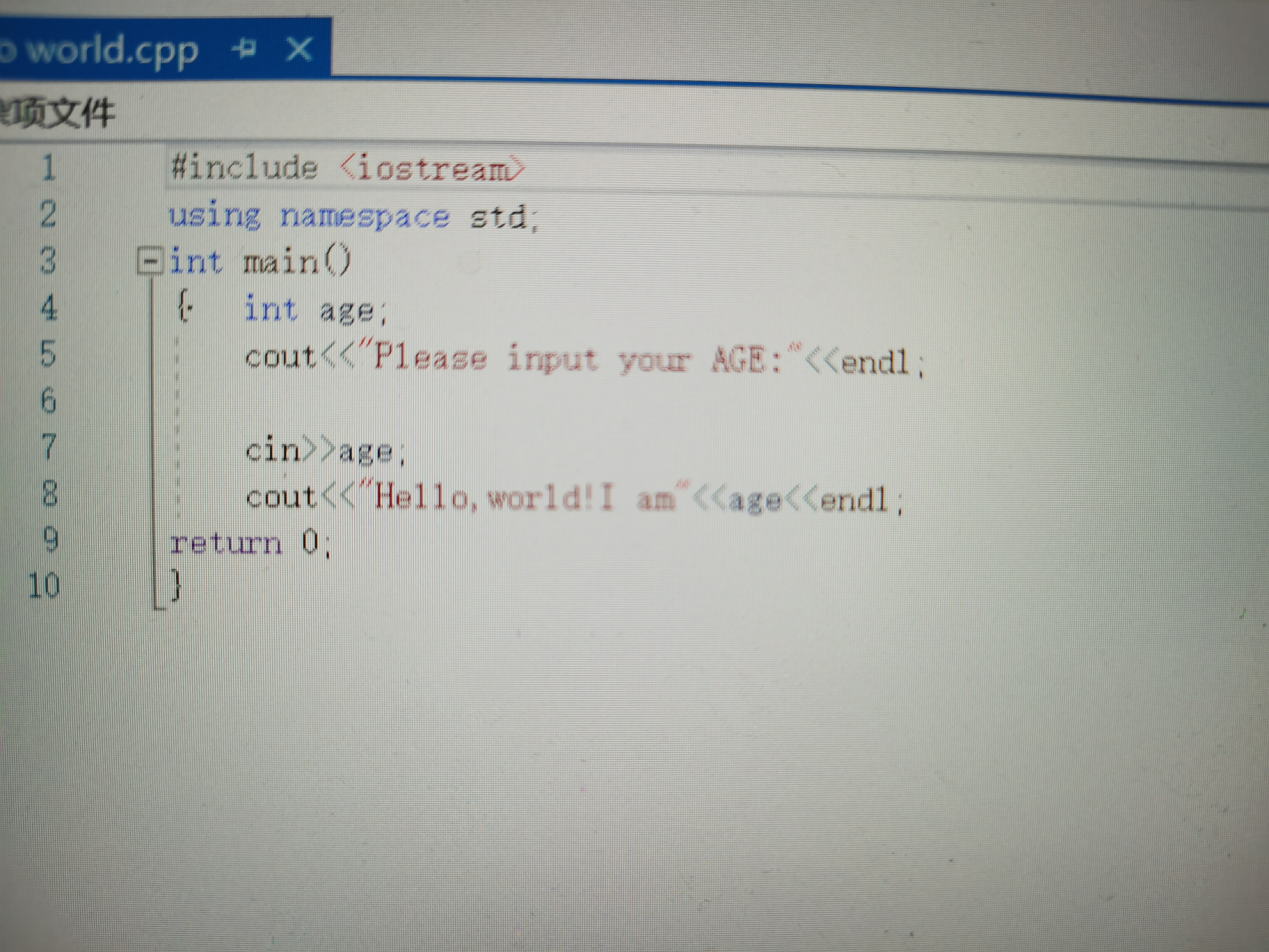 world.cpp
项文件
1 #include <iostream>
2 using namespace std;
3 int main()
4 { int age;
5 cout<<"Please input your AGE:"<<endl;
6
7 cin>>age;
8 cout<<"Hello,world!I am"<<age<<endl;
9 return 0;
10 }